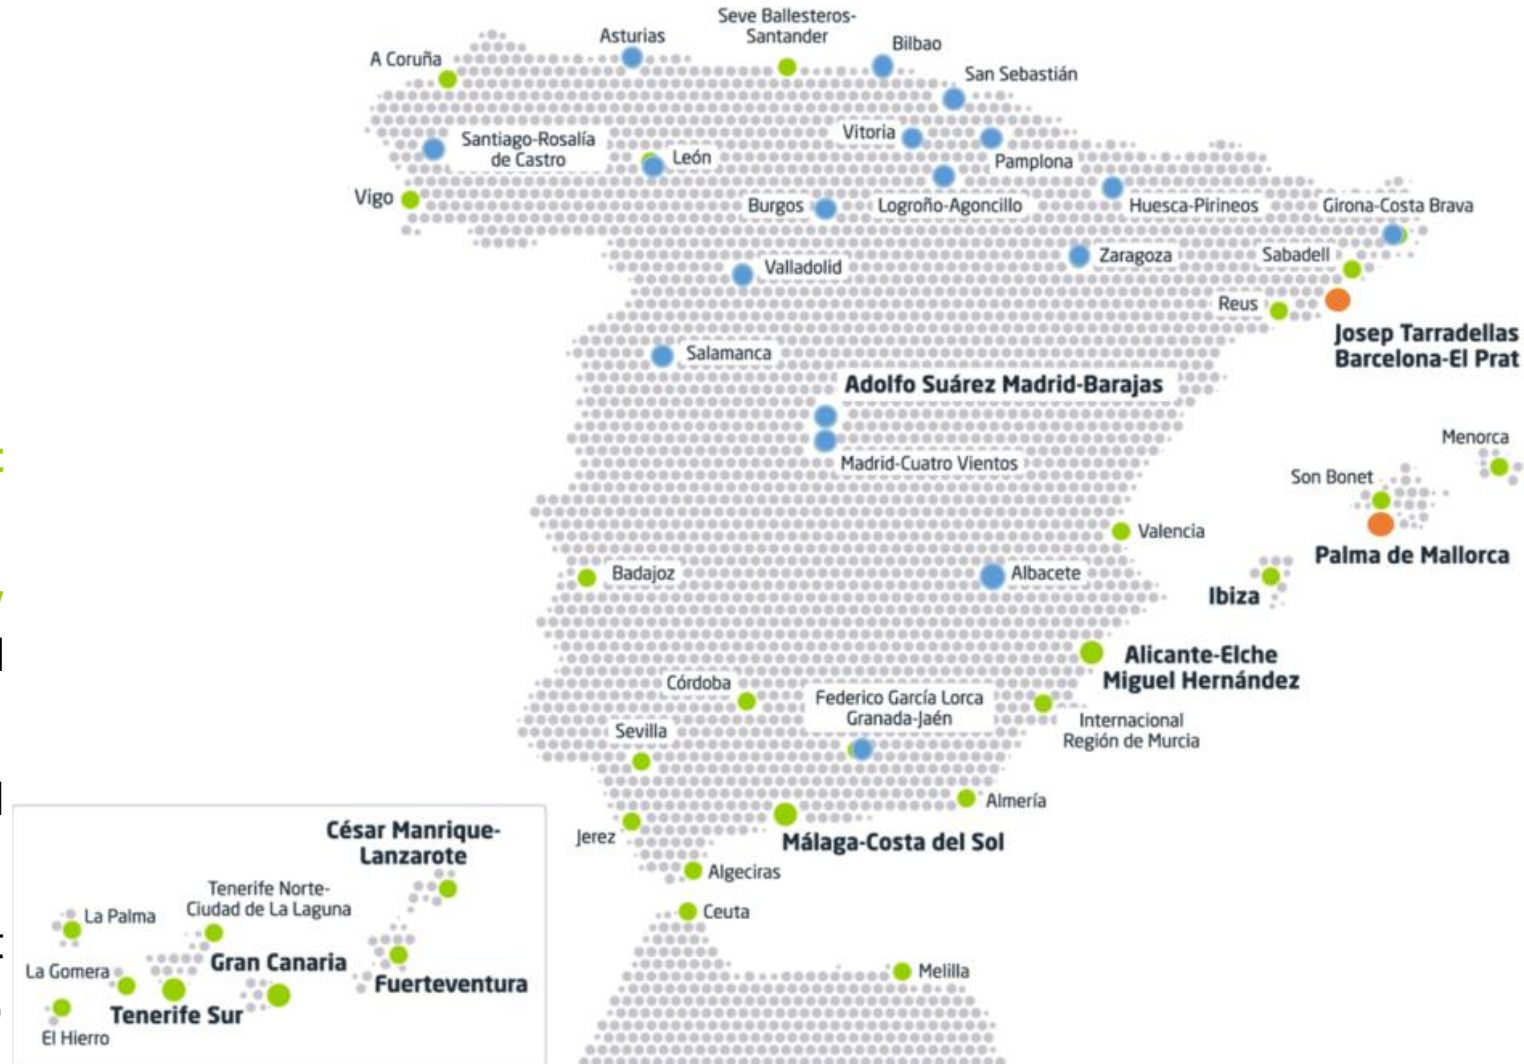 Seve Ballesteros-
Santander
Asturias
Bilbao
A Coruña
San Sebastián
Santiago-Rosalía
de Castro
León
Vitoria
Pamplona
Vigo
Burgos
Logroño-Agoncillo
Huesca-Pirineos
Girona-Costa Brava
Valladolid
Zaragoza
Sabadell
Reus
Josep Tarradellas
Barcelona-El Prat
Salamanca
Adolfo Suárez Madrid-Barajas
Madrid-Cuatro Vientos
Menorca
Son Bonet
Palma de Mallorca
Valencia
Badajoz
Albacete
Ibiza
Alicante-Elche
Miguel Hernández
Córdoba
Federico García Lorca
Granada-Jaén
Internacional
Región de Murcia
Sevilla
Almería
Jerez
Málaga-Costa del Sol
Algeciras
Ceuta
Melilla
César Manrique-
Lanzarote
Tenerife Norte-
Ciudad de La Laguna
La Palma
Gran Canaria
La Gomera
Fuerteventura
Tenerife Sur
El Hierro